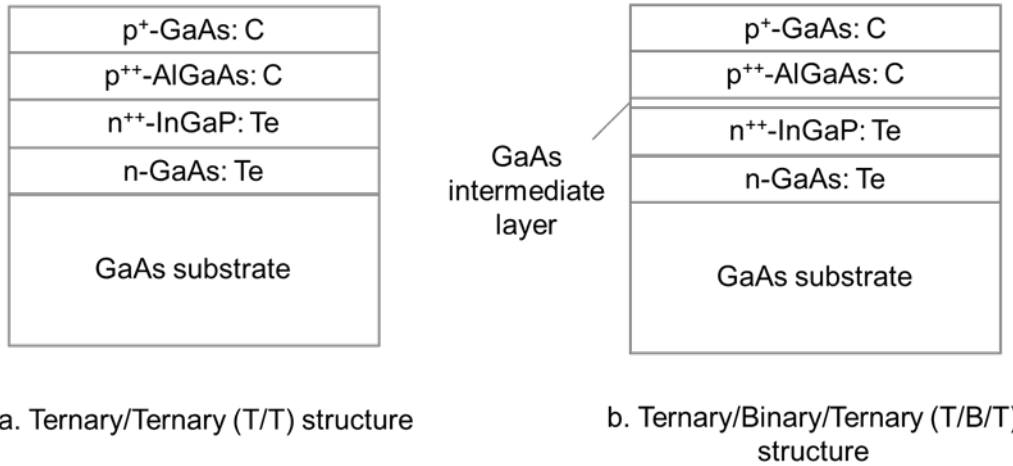 p⁺-GaAs: C
p⁺⁺-AlGaAs: C
n⁺⁺-InGaP: Te
n-GaAs: Te
GaAs substrate
a. Ternary/Ternary (T/T) structure
p⁺-GaAs: C
p⁺⁺-AlGaAs: C
n⁺⁺-InGaP: Te
n-GaAs: Te
GaAs substrate
GaAs
intermediate
layer
b. Ternary/Binary/Ternary (T/B/T)
structure